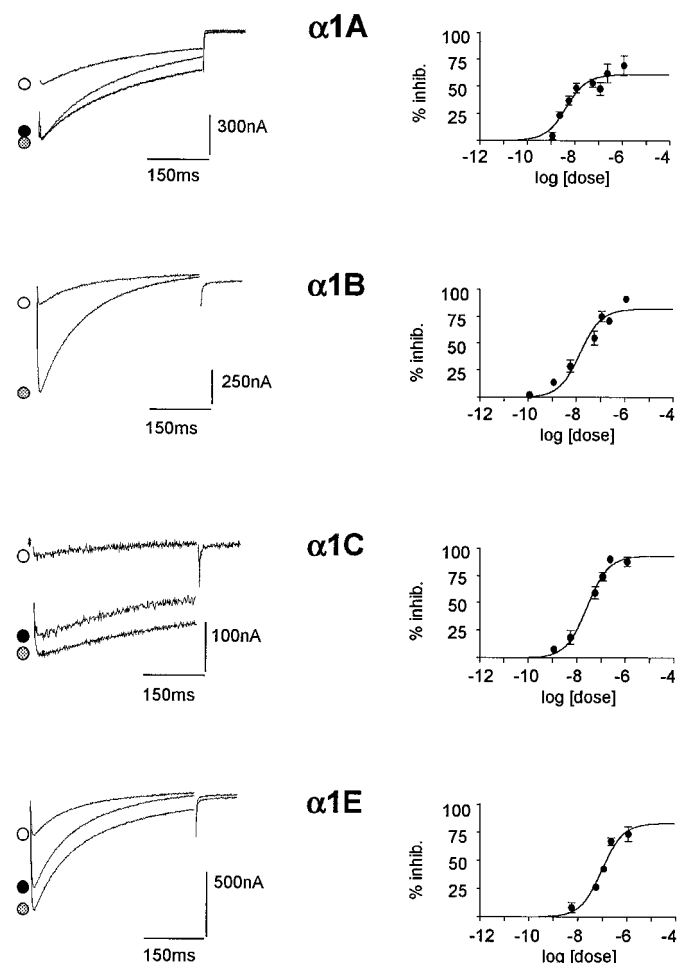 α1A
300nA
150ms
% inhib.
100
75
50
25
-12 -10 -8 -6 -4
log [dose]
α1B
250nA
150ms
% inhib.
100
75
50
25
-12 -10 -8 -6 -4
log [dose]
α1C
100nA
150ms
% inhib.
100
75
50
25
-12 -10 -8 -6 -4
log [dose]
α1E
500nA
150ms
% inhib.
100
75
50
25
-12 -10 -8 -6 -4
log [dose]